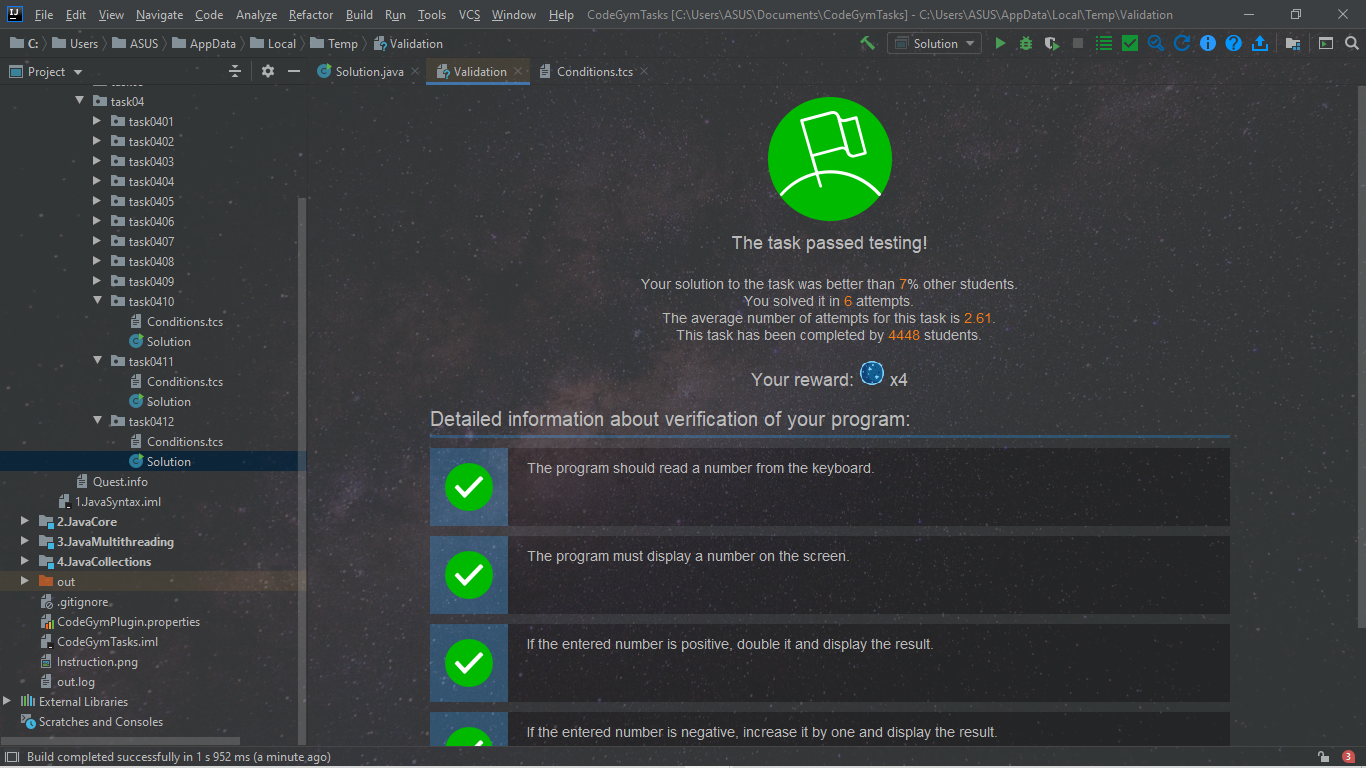 File Edit View Navigate Code Analyze Refactor Build Run Tools VCS Window Help CodeGymTasks [C:\Users\ASUS\Documents\CodeGymTasks] - C:\Users\ASUS\AppData\Local\Temp\Validation
C: Users ASUS AppData Local Temp Validation Solution
Project Solution.java Validation Conditions.tcs
task04
task0401
task0402
task0403
task0404
task0405
task0406
task0407
task0408
task0409
task0410
Conditions.tcs
Solution
task0411
Conditions.tcs
Solution
task0412
Conditions.tcs
Solution
Quest.info
1.JavaSyntax.iml
2.JavaCore
3.JavaMultithreading
4.JavaCollections
out
.gitignore
CodeGymPlugin.properties
CodeGymTasks.iml
Instruction.png
out.log
External Libraries
Scratches and Consoles
The task passed testing!
Your solution to the task was better than 7% other students.
You solved it in 6 attempts.
The average number of attempts for this task is 2.61.
This task has been completed by 4448 students.
Your reward: x4
Detailed information about verification of your program:
The program should read a number from the keyboard.
The program must display a number on the screen.
If the entered number is positive, double it and display the result.
If the entered number is negative, increase it by one and display the result.
Build completed successfully in 1 s 952 ms (a minute ago) 3